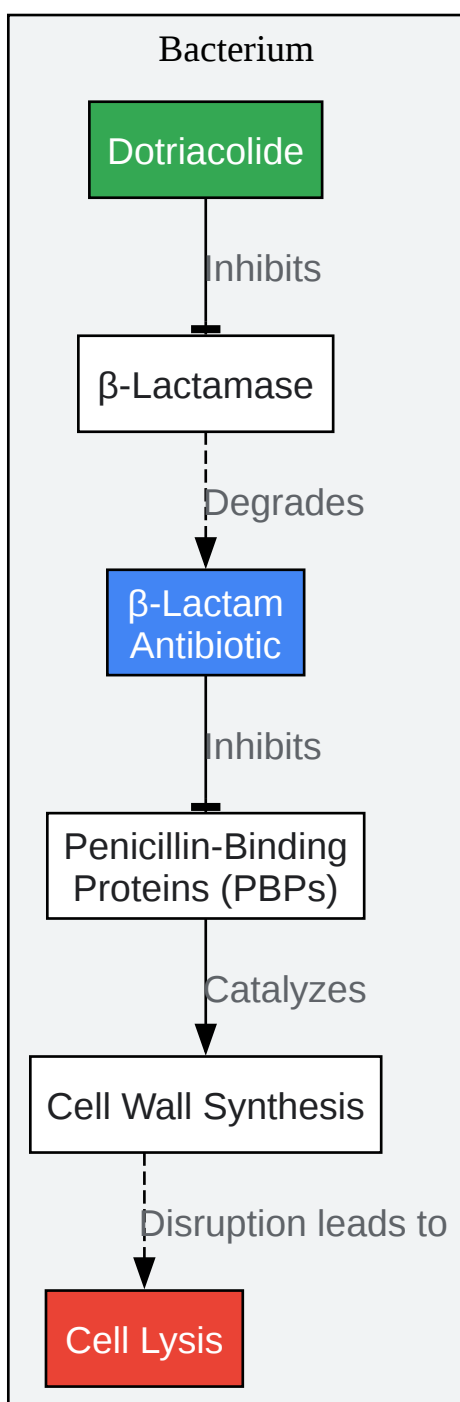 Bacterium
Dotriacolide
Inhibits
β-Lactamase
Degrades
β-Lactam
Antibiotic
Inhibits
Penicillin-Binding
Proteins (PBPs)
Catalyzes
Cell Wall Synthesis
Disruption leads to
Cell Lysis